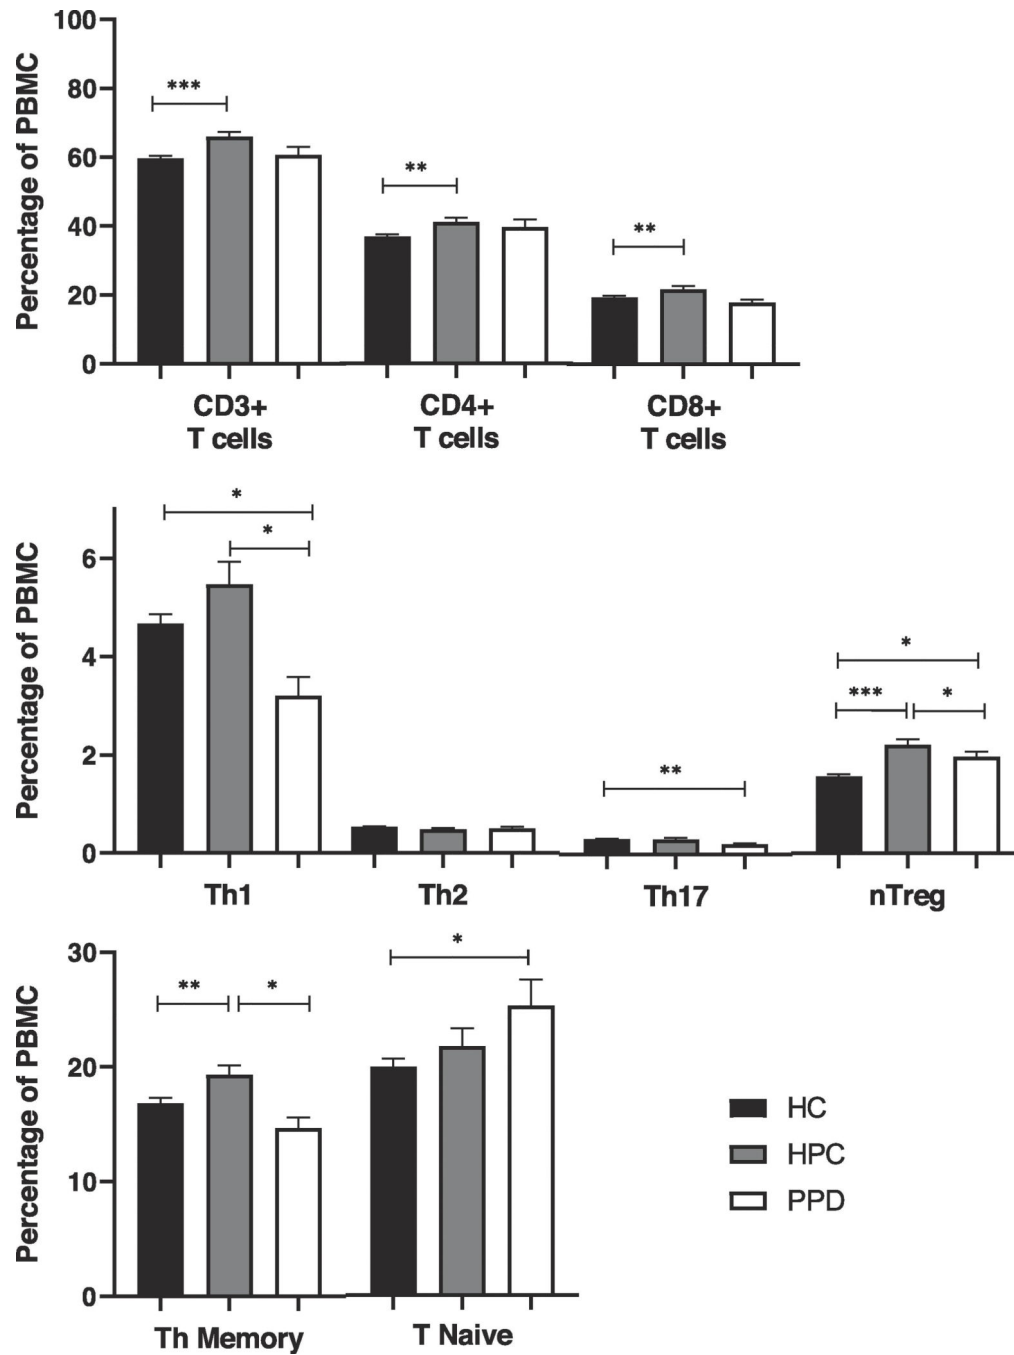 Percentage of PBMC
100
80
60
40
20
0
***
**
**
CD3+
T cells
CD4+
T cells
CD8+
T cells
Percentage of PBMC
6
4
2
0
*
*
**
*
***
*
Th1
Th2
Th17
nTreg
Percentage of PBMC
30
20
10
0
**
*
*
Th Memory
T Naive
HC
HPC
PPD